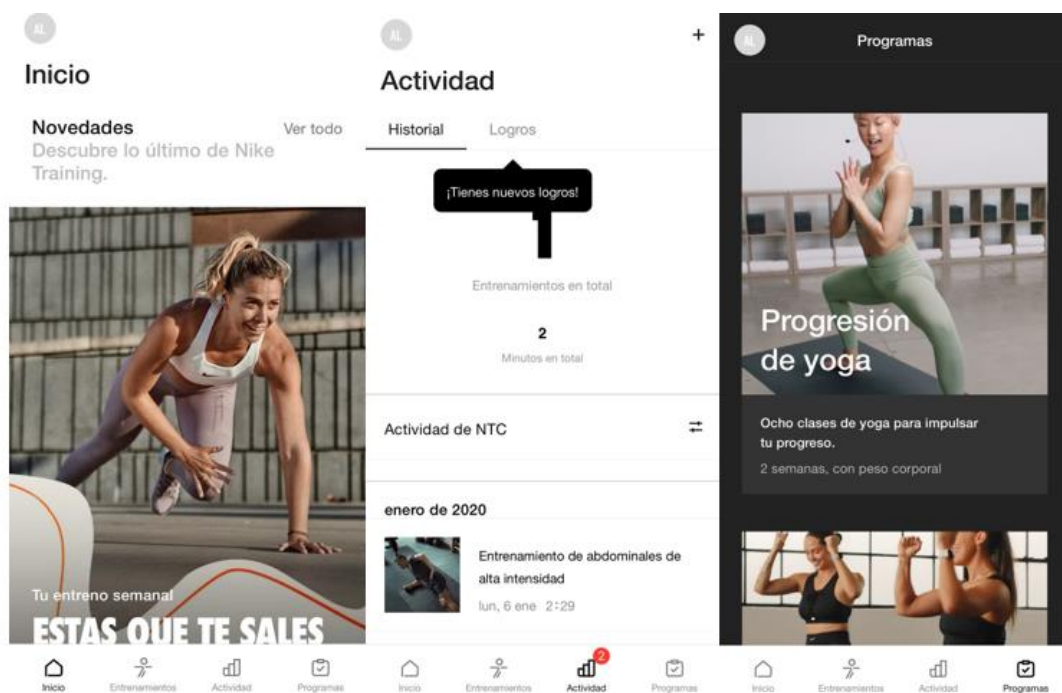 AL
Inicio
Novedades
Ver todo
Descubre lo último de Nike
Training.
Tu entreno semanal
ESTAS QUE TE SALES
Inicio
Entrenamientos
Actividad
Programas
AL
+
Actividad
Historial
Logros
¡Tienes nuevos logros!
1
Entrenamientos en total
2
Minutos en total
Actividad de NTC
enero de 2020
Entrenamiento de abdominales de
alta intensidad
lun, 6 ene 2:29
Inicio
Entrenamientos
2
Actividad
Programas
AL
Programas
Progresión
de yoga
Ocho clases de yoga para impulsar
tu progreso.
2 semanas, con peso corporal
Inicio
Entrenamientos
Actividad
Programas